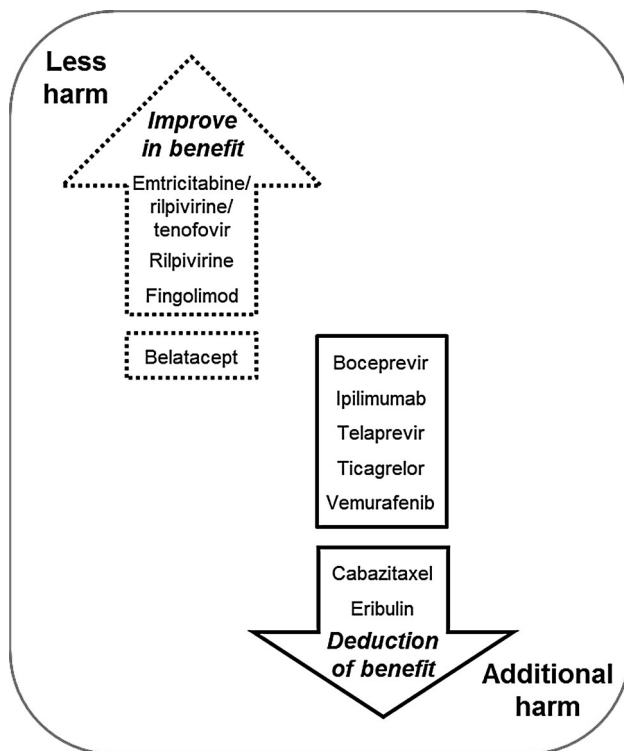 Less
harm
Improve
in benefit
Emtricitabine/
rilpivirine/
tenofovir
Rilpivirine
Fingolimod
Belatacept
Boceprevir
Ipilimumab
Telaprevir
Ticagrelor
Vemurafenib
Cabazitaxel
Eribulin
Deduction
of benefit
Additional
harm